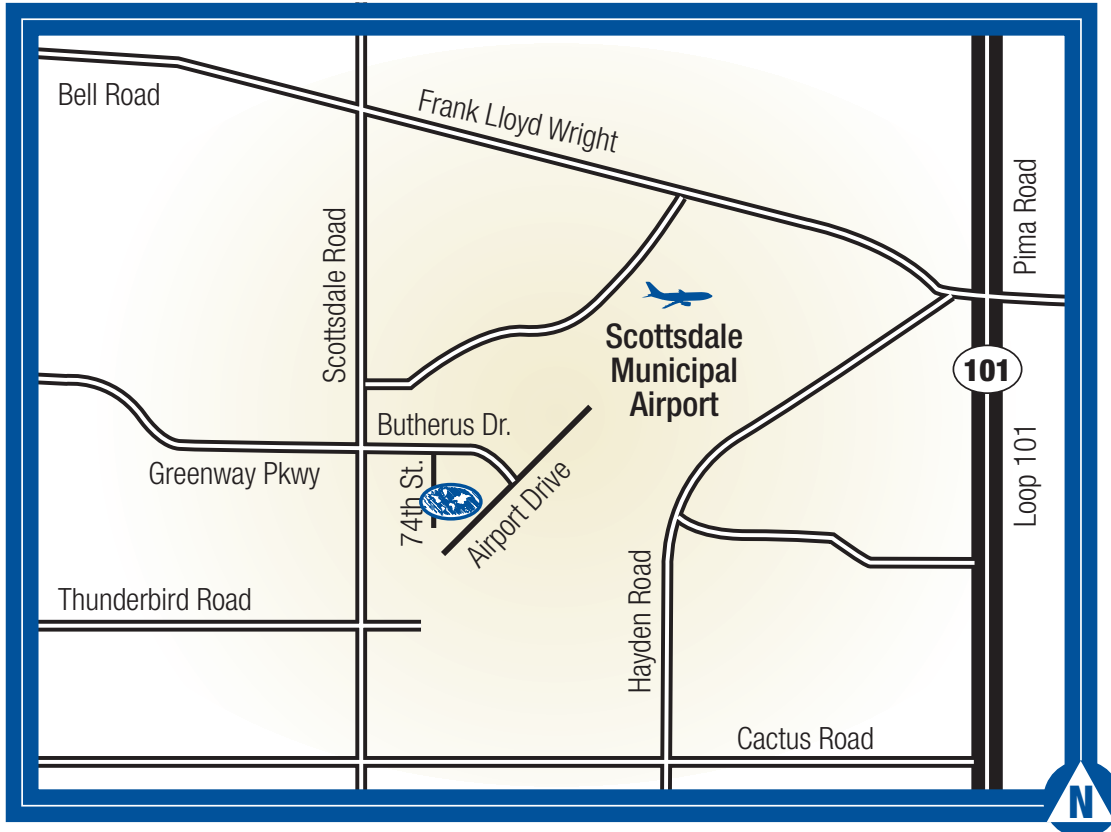 Bell Road
Frank Lloyd Wright
Pima Road
Scottsdale Road
Scottsdale
Municipal
Airport
101
Butherus Dr.
Greenway Pkwy
74th St.
Airport Drive
Loop 101
Thunderbird Road
Hayden Road
Cactus Road
N